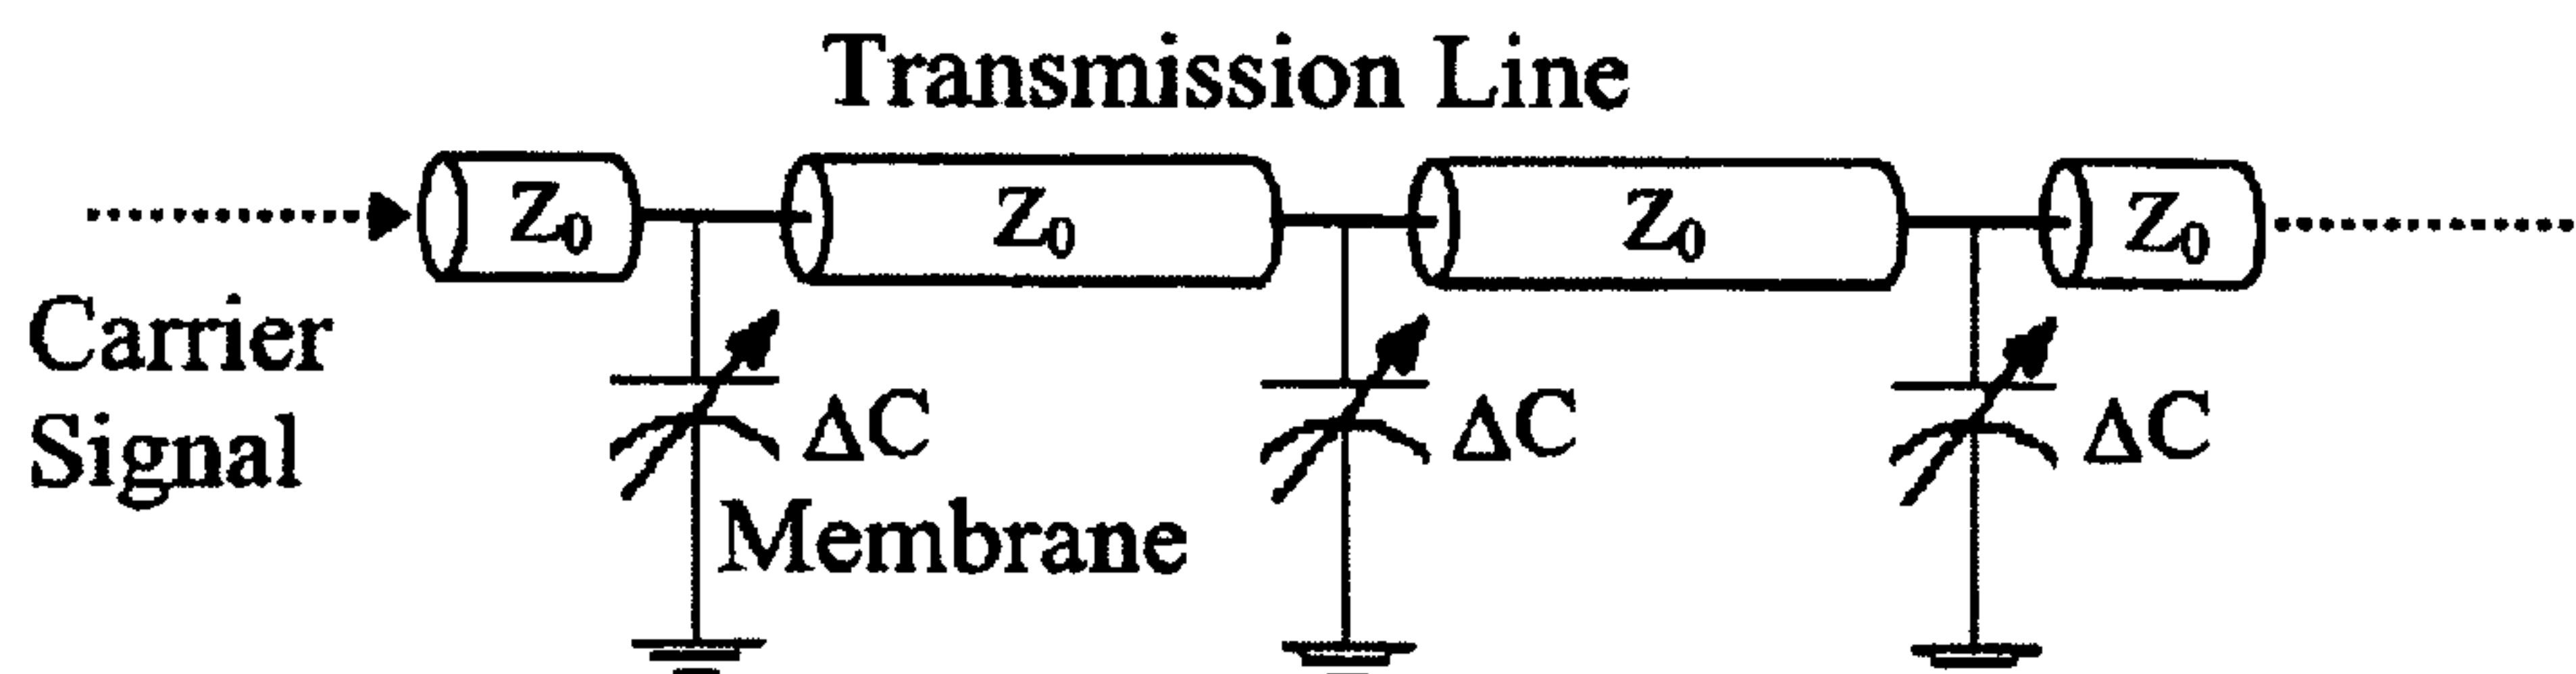 Transmission Line
Z₀ Z₀ Z₀ Z₀
Carrier
Signal
ΔC ΔC ΔC
Membrane